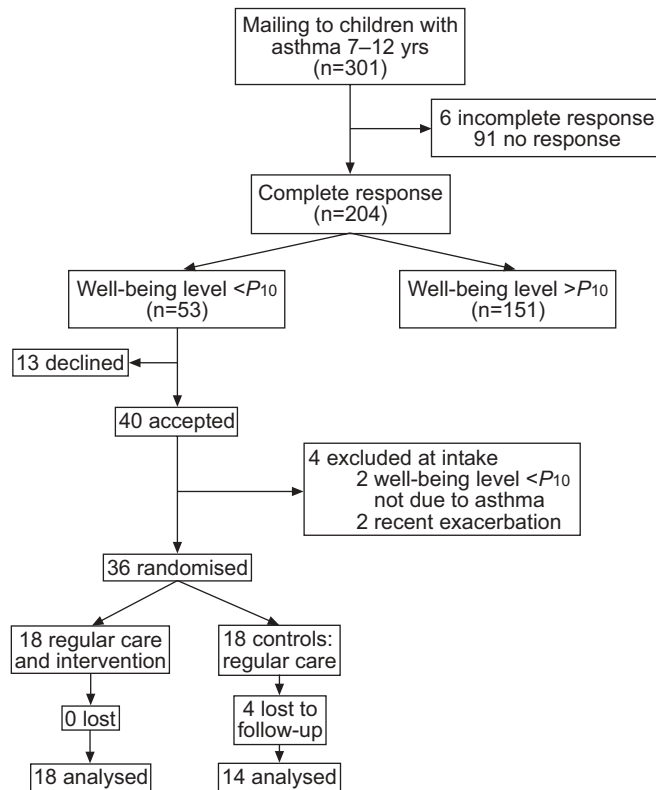 Mailing to children with
asthma 7–12 yrs
(n=301)
6 incomplete response
91 no response
Complete response
(n=204)
Well-being level <P10
(n=53)
Well-being level >P10
(n=151)
13 declined
40 accepted
4 excluded at intake
2 well-being level <P10
not due to asthma
2 recent exacerbation
36 randomised
18 regular care
and intervention
18 controls:
regular care
0 lost
4 lost to
follow-up
18 analysed
14 analysed